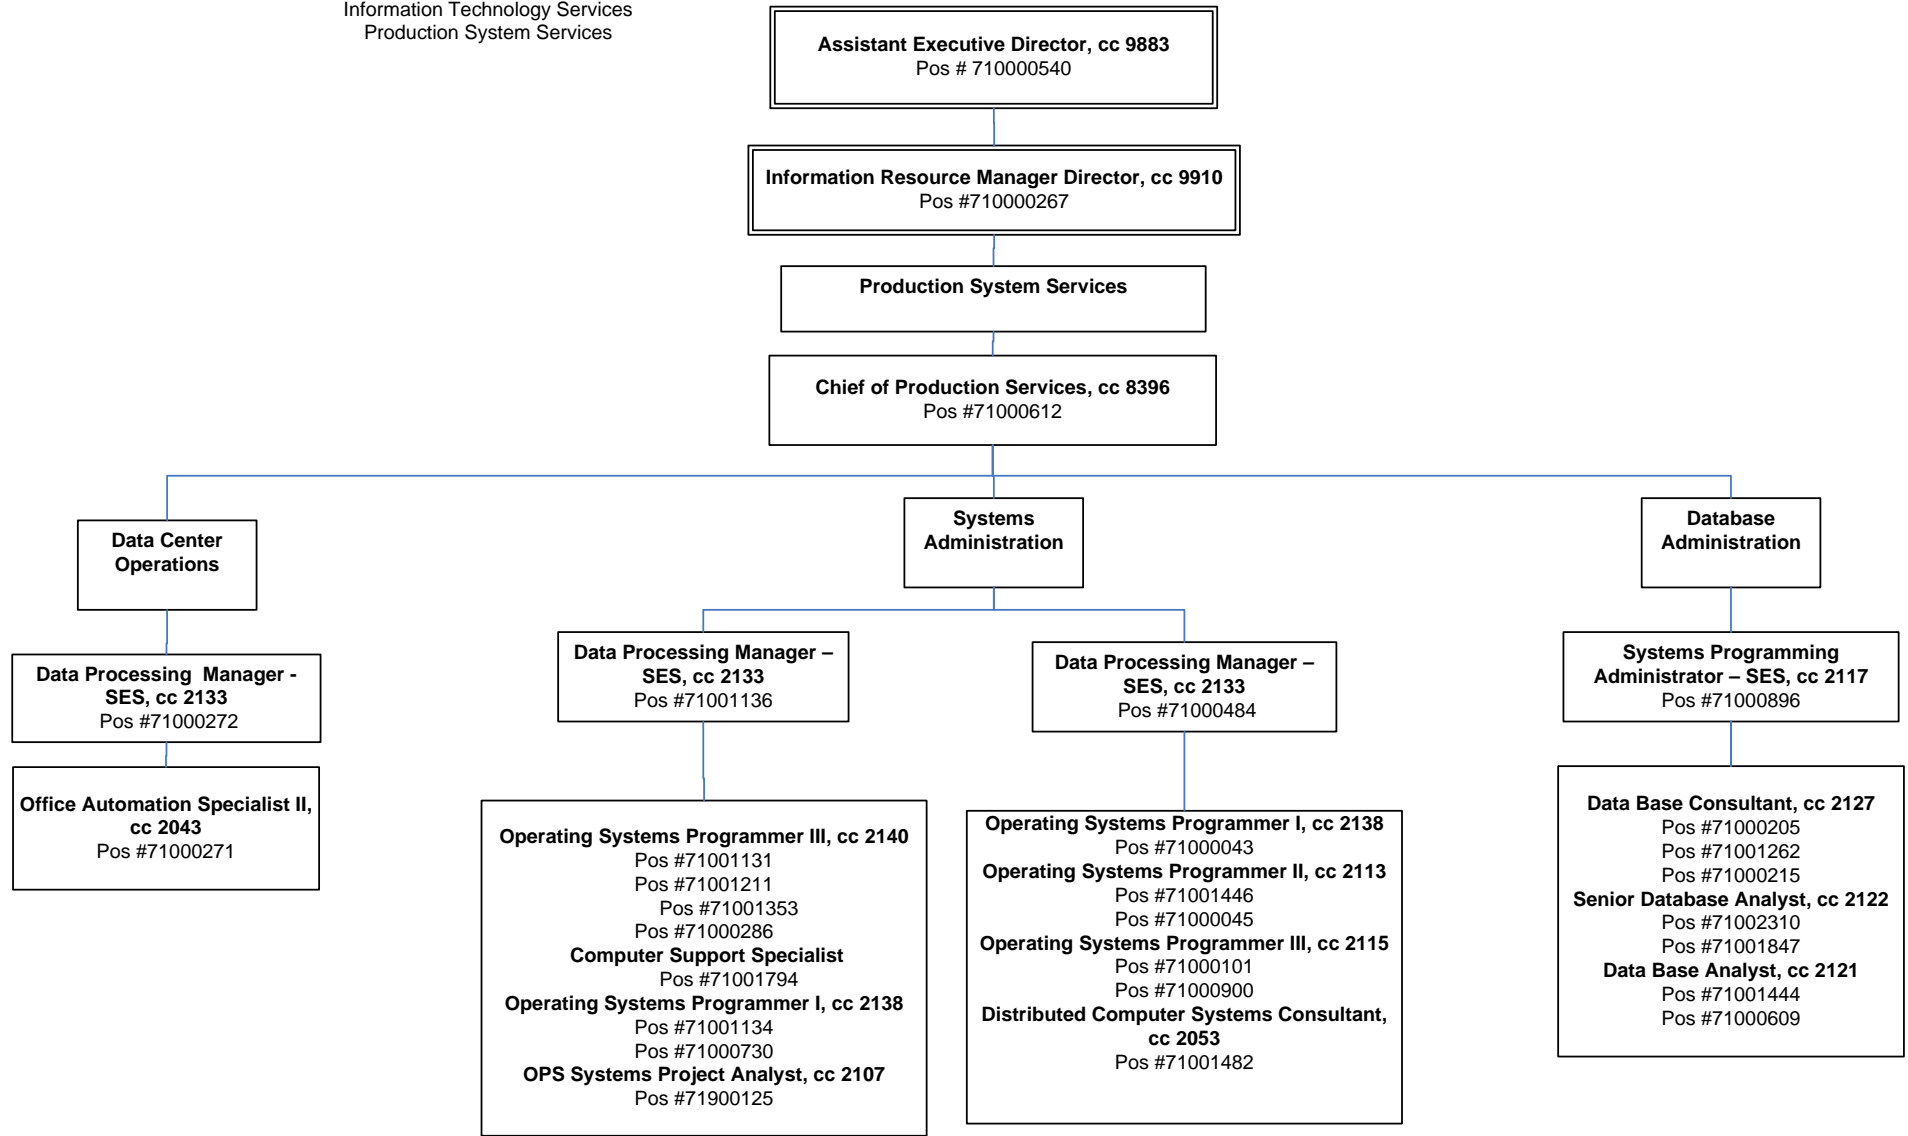 Information Technology Services
Production System Services
Assistant Executive Director, cc 9883
Pos # 710000540
Information Resource Manager Director, cc 9910
Pos #710000267
Production System Services
Chief of Production Services, cc 8396
Pos #71000612
Data Center
Operations
Systems
Administration
Database
Administration
Data Processing  Manager -
SES, cc 2133
Pos #71000272
Data Processing Manager –
SES, cc 2133
Pos #71001136
Data Processing Manager –
SES, cc 2133
Pos #71000484
Systems Programming
Administrator – SES, cc 2117
Pos #71000896
Office Automation Specialist II,
cc 2043
Pos #71000271
Operating Systems Programmer III, cc 2140
Pos #71001131
Pos #71001211
Pos #71001353
Pos #71000286
Computer Support Specialist
Pos #71001794
Operating Systems Programmer I, cc 2138
Pos #71001134
Pos #71000730
OPS Systems Project Analyst, cc 2107
Pos #71900125
Operating Systems Programmer I, cc 2138
Pos #71000043
Operating Systems Programmer II, cc 2113
Pos #71001446
Pos #71000045
Operating Systems Programmer III, cc 2115
Pos #71000101
Pos #71000900
Distributed Computer Systems Consultant,
cc 2053
Pos #71001482
Data Base Consultant, cc 2127
Pos #71000205
Pos #71001262
Pos #71000215
Senior Database Analyst, cc 2122
Pos #71002310
Pos #71001847
Data Base Analyst, cc 2121
Pos #71001444
Pos #71000609